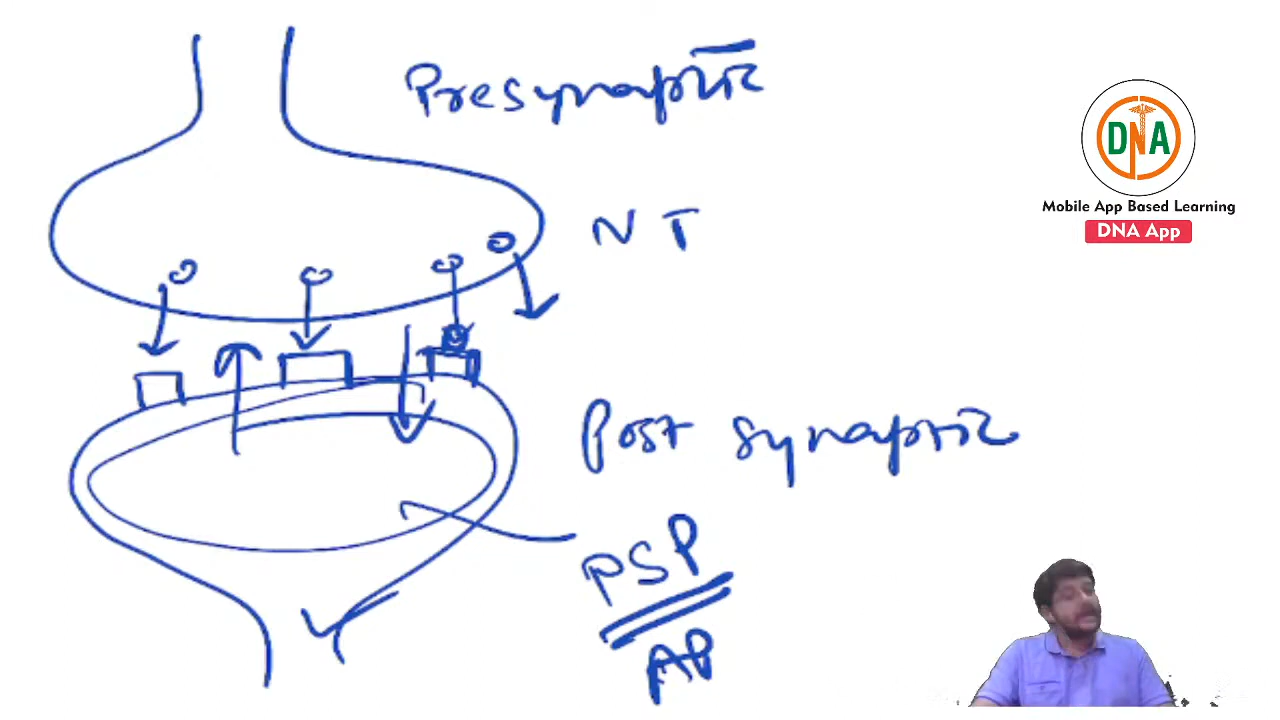 Presynaptic
DNA
Mobile App Based Learning
DNA App
NT
Post synaptic
PSP
AP